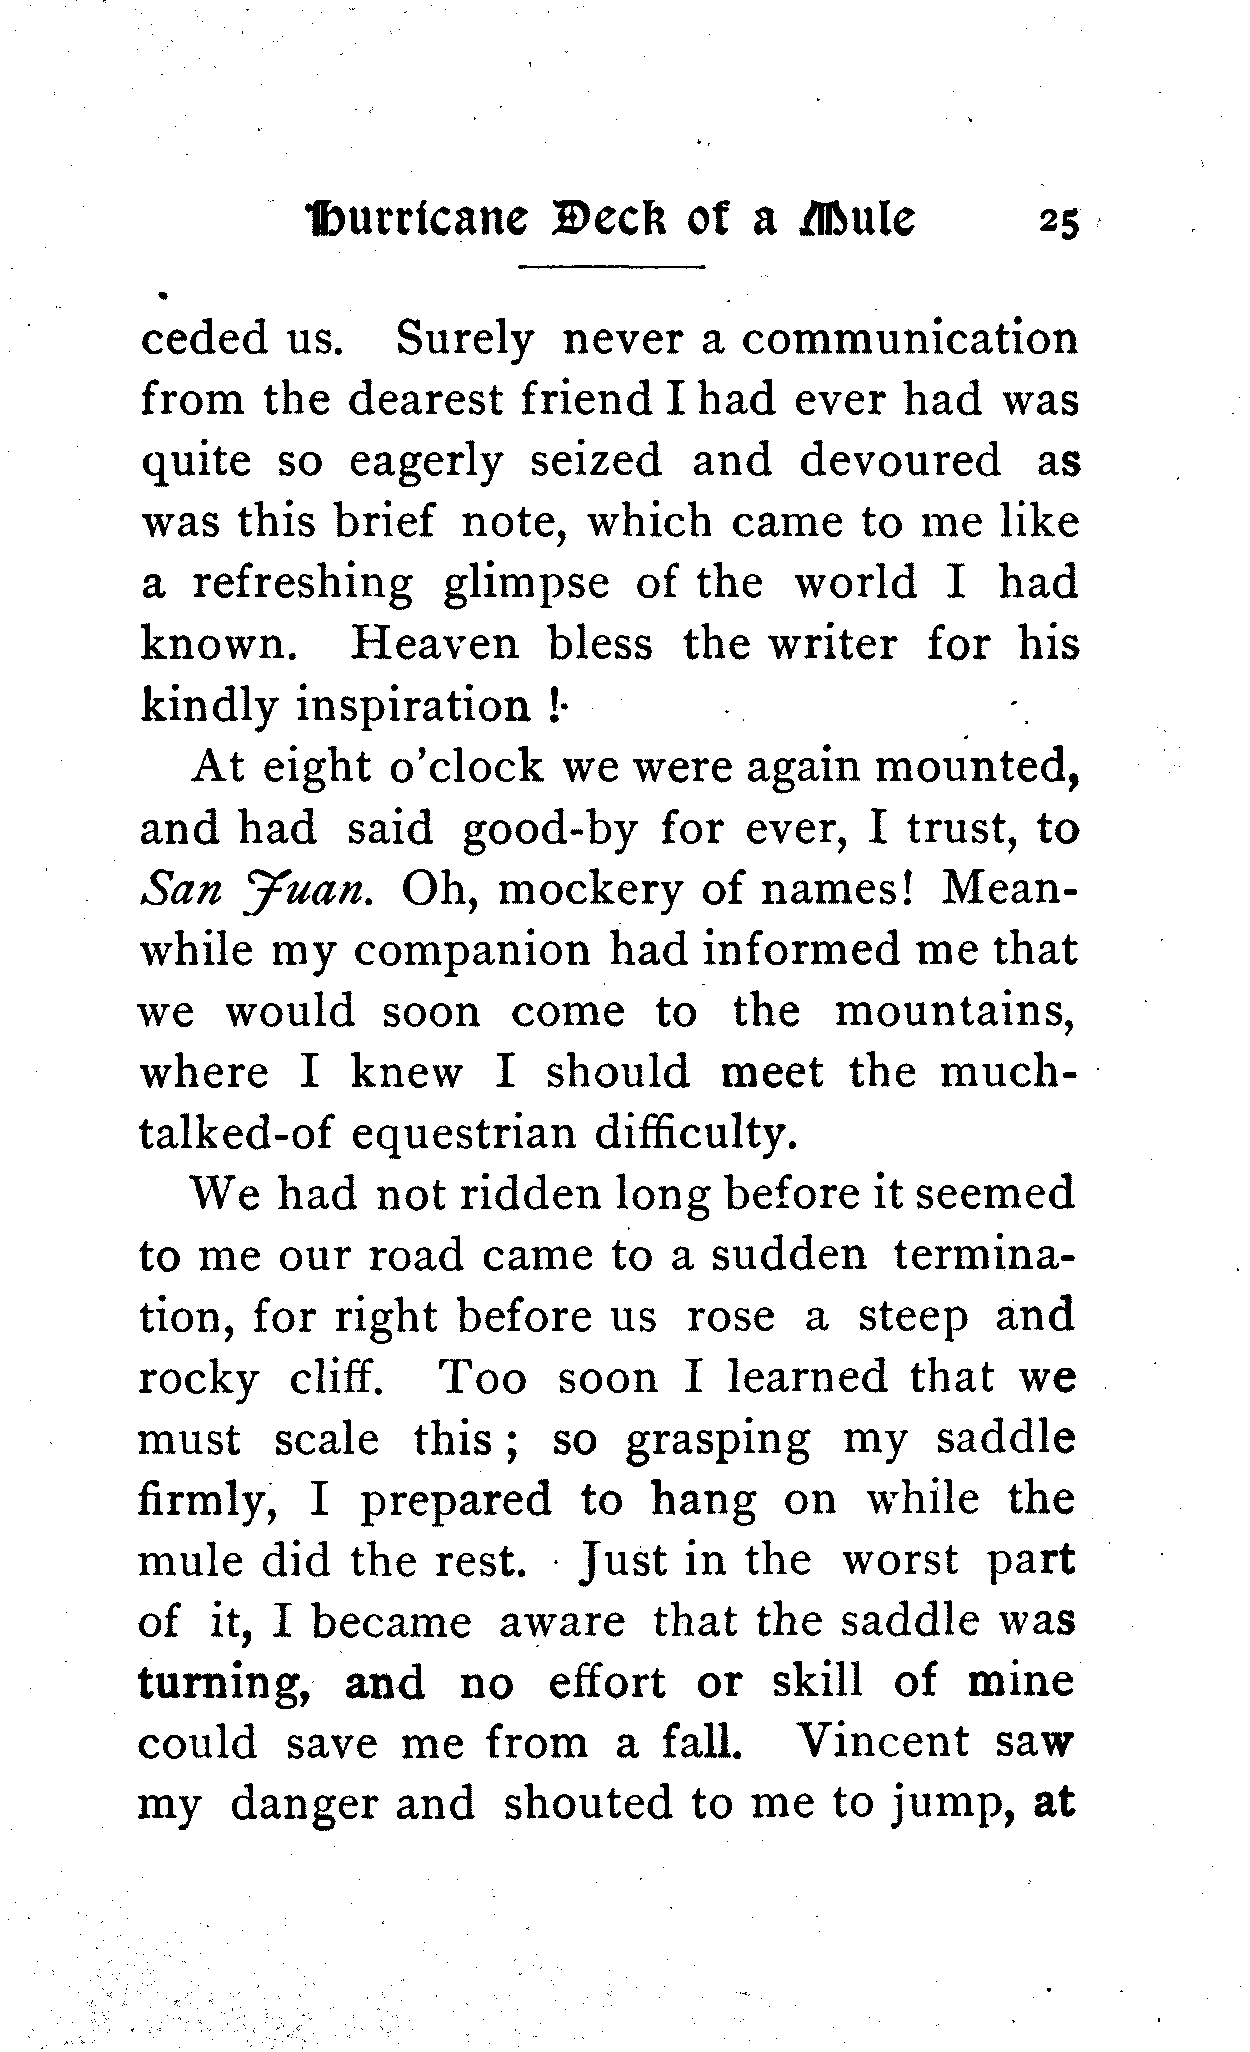 Hurricane Deck of a Mule 25
ceded us. Surely never a communication
from the dearest friend I had ever had was
quite so eagerly seized and devoured as
was this brief note, which came to me like
a refreshing glimpse of the world I had
known. Heaven bless the writer for his
kindly inspiration !
At eight o'clock we were again mounted,
and had said good-by for ever, I trust, to
San Juan. Oh, mockery of names! Mean-
while my companion had informed me that
we would soon come to the mountains,
where I knew I should meet the much-
talked-of equestrian difficulty.
We had not ridden long before it seemed
to me our road came to a sudden termina-
tion, for right before us rose a steep and
rocky cliff. Too soon I learned that we
must scale this ; so grasping my saddle
firmly, I prepared to hang on while the
mule did the rest. Just in the worst part
of it, I became aware that the saddle was
turning, and no effort or skill of mine
could save me from a fall. Vincent saw
my danger and shouted to me to jump, at